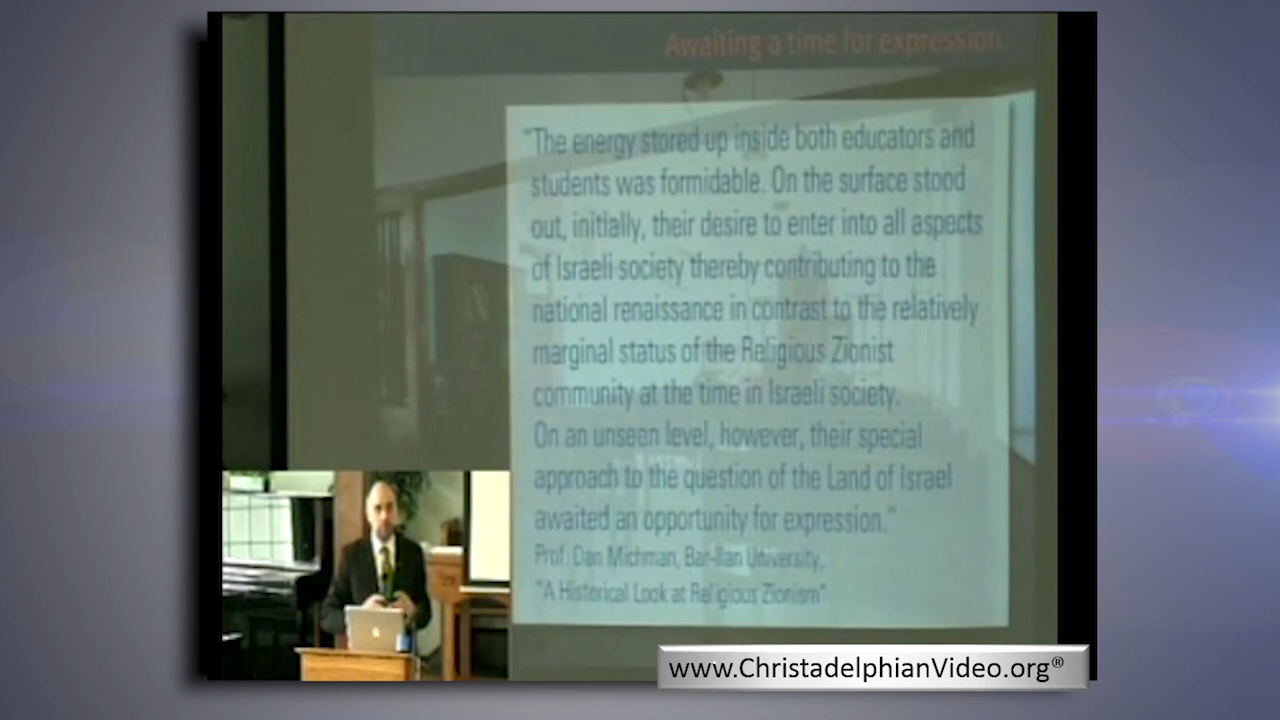 Awaiting a time for expression.
"The energy stored up inside both educators and
students was formidable. On the surface stood
out, initially, their desire to enter into all aspects
of Israeli society thereby contributing to the
national renaissance in contrast to the relatively
marginal status of the Religious Zionist
community at the time in Israeli society.
On an unseen level, however, their special
approach to the question of the Land of Israel
awaited an opportunity for expression."
Prof. Dan Michman, Bar-Ilan University,
"A Historical Look at Religious Zionism"
www.ChristadelphianVideo.org®